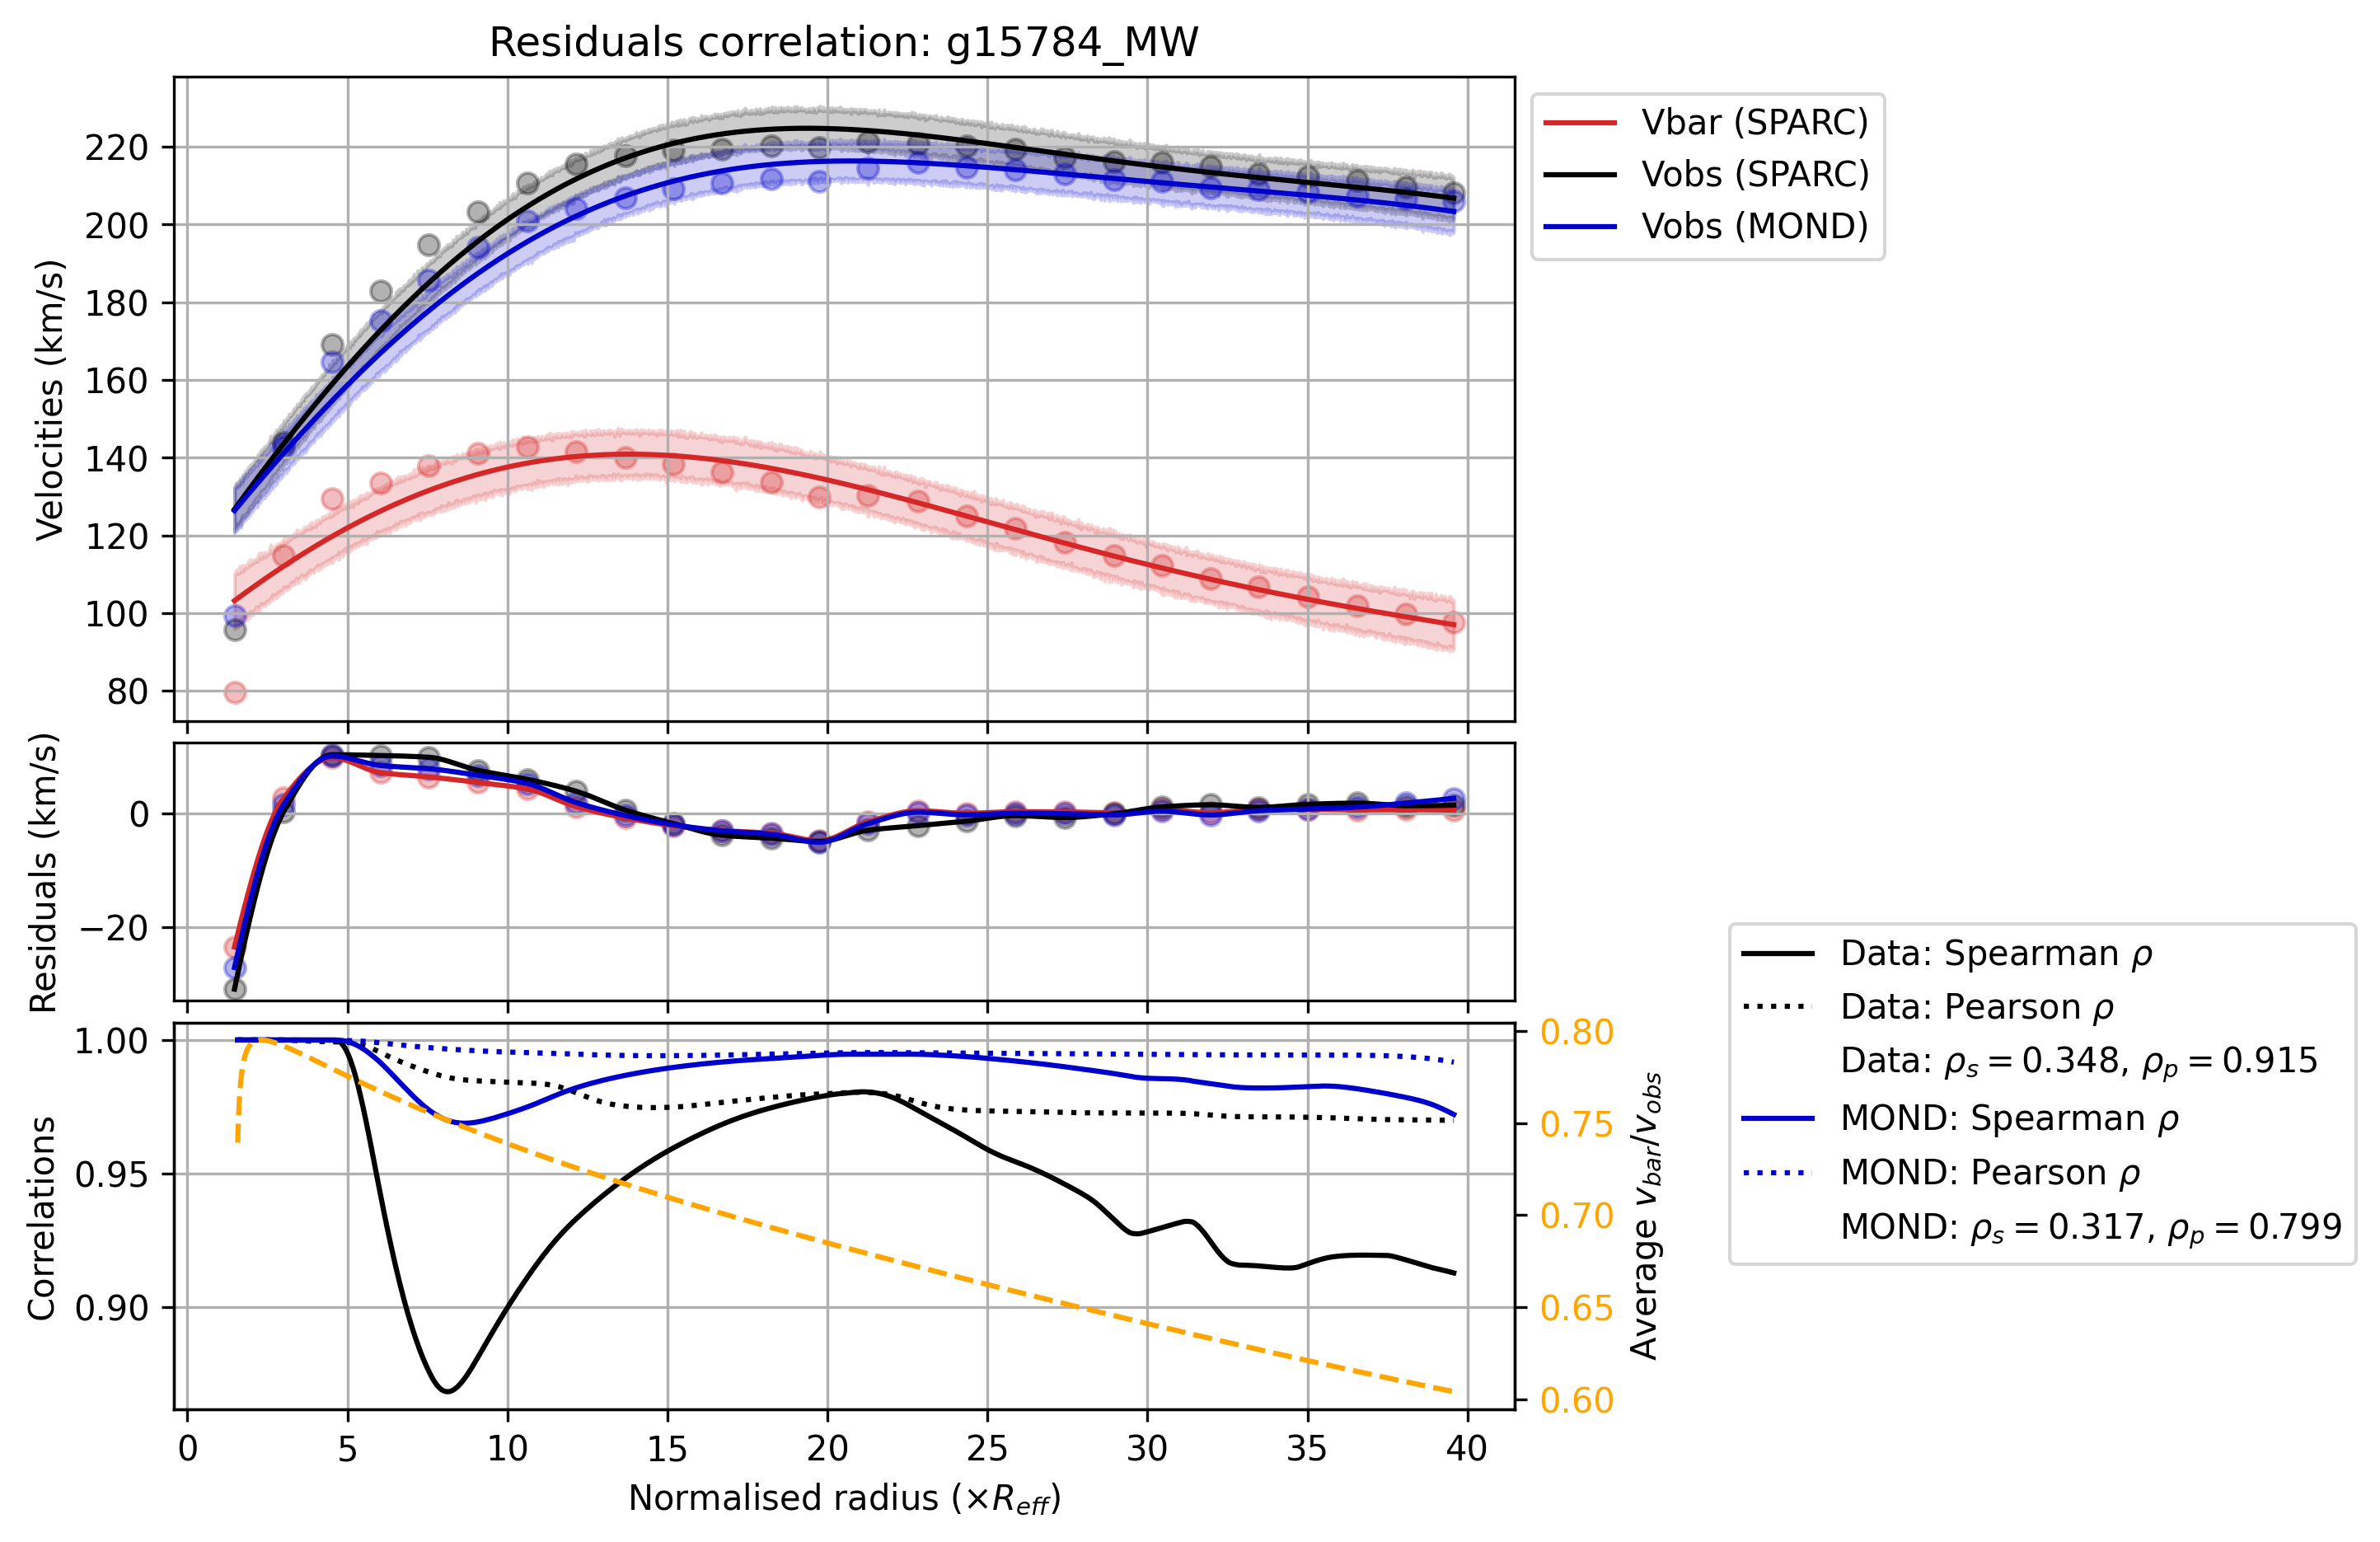 Residuals correlation: g15784_MW
Velocities (km/s)
220
200
180
160
140
120
100
80
Vbar (SPARC)
Vobs (SPARC)
Vobs (MOND)
Residuals (km/s)
0
−20
Correlations
1.00
0.95
0.90
0.80
0.75
0.70
0.65
0.60
Average v_bar/v_obs
0 5 10 15 20 25 30 35 40
Normalised radius (×R_eff)
Data: Spearman ρ
Data: Pearson ρ
Data: ρ_s = 0.348, ρ_p = 0.915
MOND: Spearman ρ
MOND: Pearson ρ
MOND: ρ_s = 0.317, ρ_p = 0.799